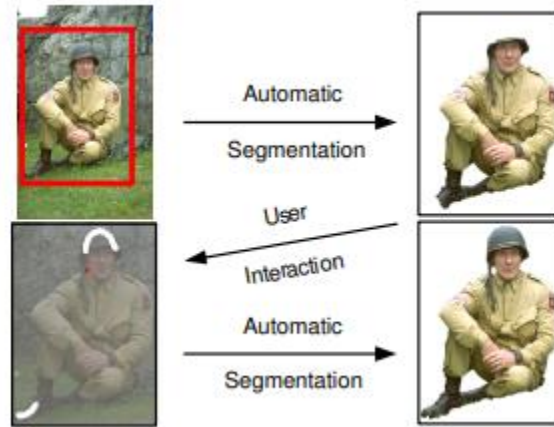 Automatic
Segmentation
User
Interaction
Automatic
Segmentation